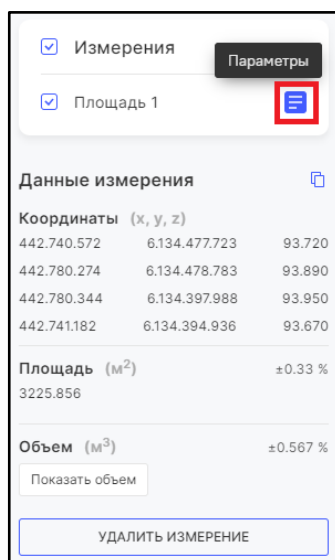 Измерения
Параметры
Площадь 1
Данные измерения
Координаты (x, y, z)
442.740.572 6.134.477.723 93.720
442.780.274 6.134.478.783 93.890
442.780.344 6.134.397.988 93.950
442.741.182 6.134.394.936 93.670
Площадь (м²) ±0.33 %
3225.856
Объем (м³) ±0.567 %
Показать объем
УДАЛИТЬ ИЗМЕРЕНИЕ